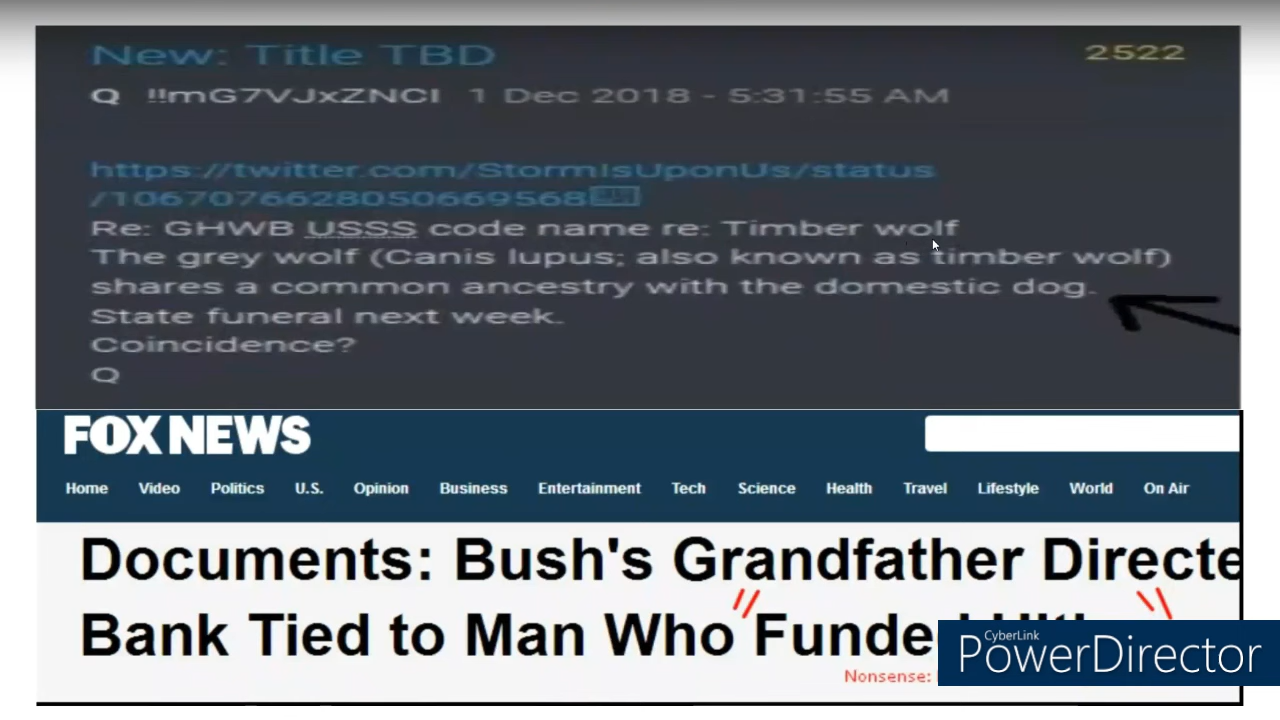 New: Title TBD
2522
Q !!mG7VJxZNCI 1 Dec 2018 - 5:31:55 AM
https://twitter.com/StormIsUponUs/status
/1067076628050669568
Re: GHWB USSS code name re: Timber wolf
The grey wolf (Canis lupus; also known as timber wolf)
shares a common ancestry with the domestic dog.
State funeral next week.
Coincidence?
Q
FOX NEWS
Home Video Politics U.S. Opinion Business Entertainment Tech Science Health Travel Lifestyle World On Air
Documents: Bush's Grandfather Directe
Bank Tied to Man Who Funde
Nonsense:
CyberLink
PowerDirector